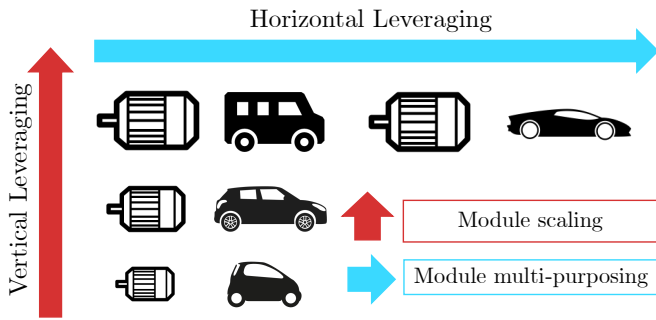 Horizontal Leveraging
Vertical Leveraging
Module scaling
Module multi-purposing